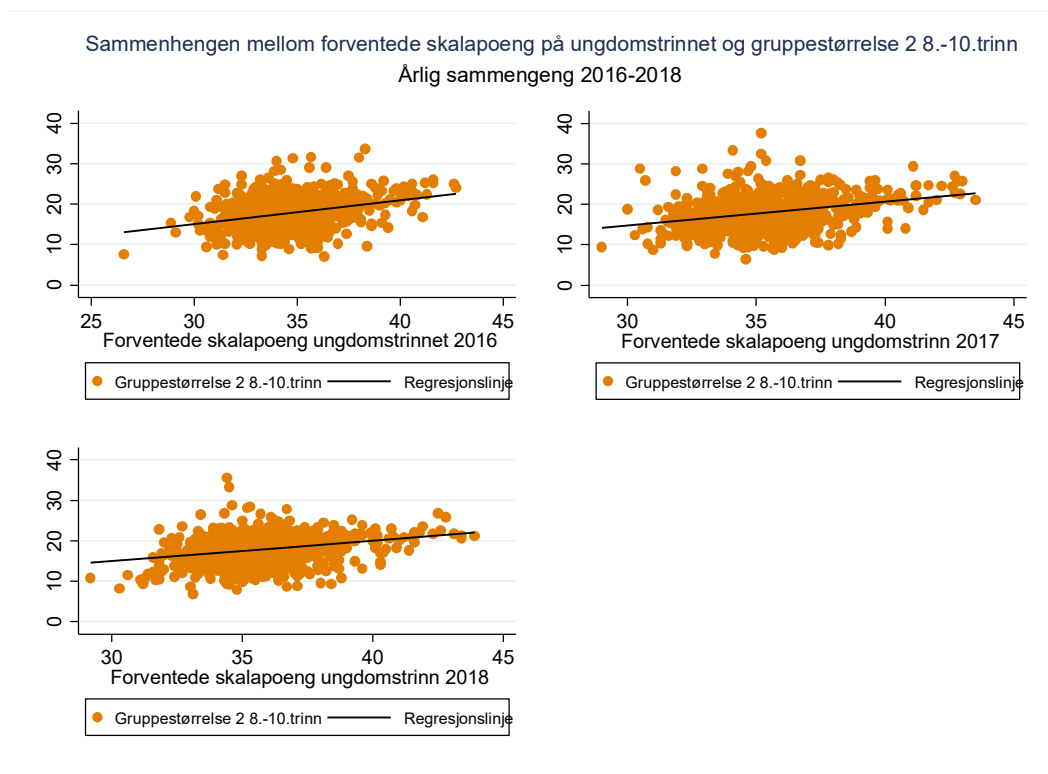 Sammenhengen mellom forventede skalapoeng på ungdomstrinnet og gruppestørrelse 2 8.-10.trinn
Årlig sammengeng 2016-2018
40
30
20
10
0
25 30 35 40 45
Forventede skalapoeng ungdomstrinnet 2016
Gruppestørrelse 2 8.-10.trinn Regresjonslinje
40
30
20
10
0
30 35 40 45
Forventede skalapoeng ungdomstrinn 2017
Gruppestørrelse 2 8.-10.trinn Regresjonslinje
40
30
20
10
0
30 35 40 45
Forventede skalapoeng ungdomstrinn 2018
Gruppestørrelse 2 8.-10.trinn Regresjonslinje